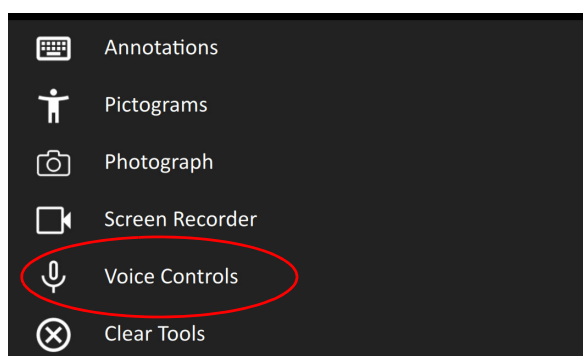 Annotations
Pictograms
Photograph
Screen Recorder
Voice Controls
Clear Tools